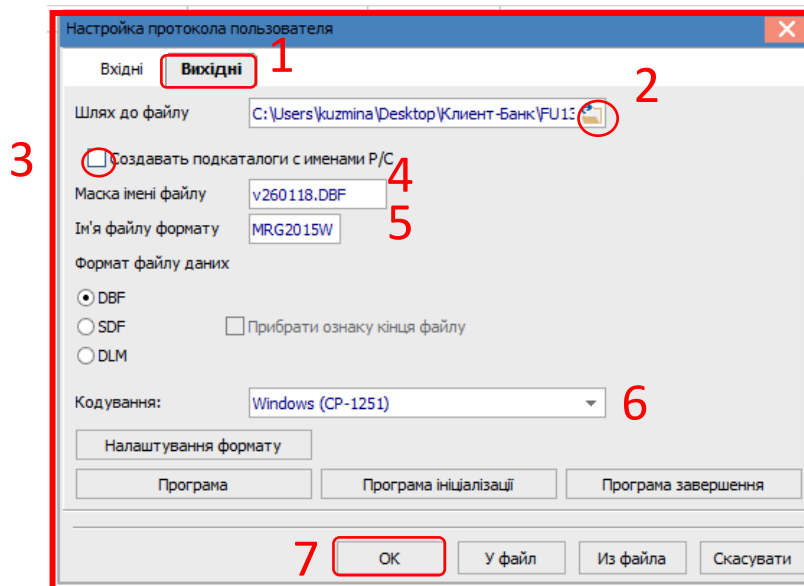 Настройка протокола пользователя
Вхідні Вихідні 1
2
Шлях до файлу C:\Users\kuzmina\Desktop\Клиент-Банк\FU13
3 Создавать подкаталоги с именами Р/С
4
Маска імені файлу v260118.DBF
Ім'я файлу формату MRG2015W 5
Формат файлу даних
DBF
SDF Прибрати ознаку кінця файлу
DLM
Кодування: Windows (CP-1251) 6
Налаштування формату
Програма Програма ініціалізації Програма завершення
7 ОК У файл Из файла Скасувати